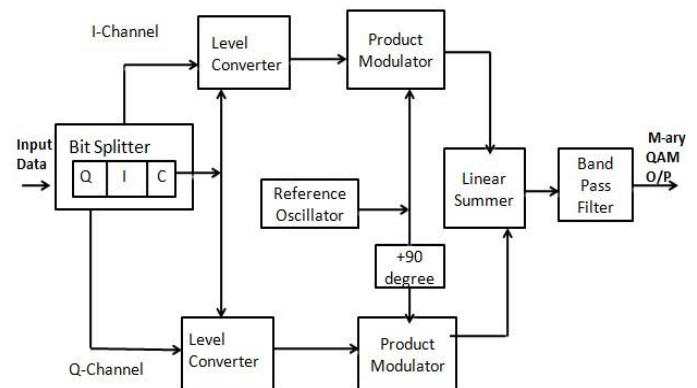 I-Channel
Level
Converter
Product
Modulator
Input
Data
Bit Splitter
Q I C
Reference
Oscillator
Linear
Summer
Band
Pass
Filter
M-ary
QAM
O/P
+90
degree
Level
Converter
Product
Modulator
Q-Channel